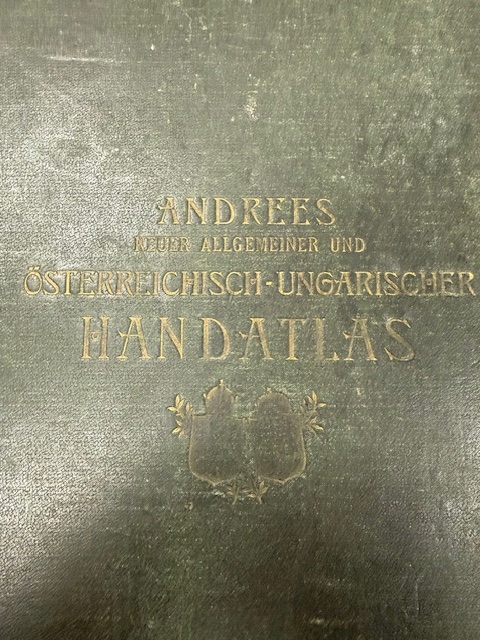 ANDREES
NEUER ALLGEMEINER UND
ÖSTERREICHISCH-UNGARISCHER
HANDATLAS